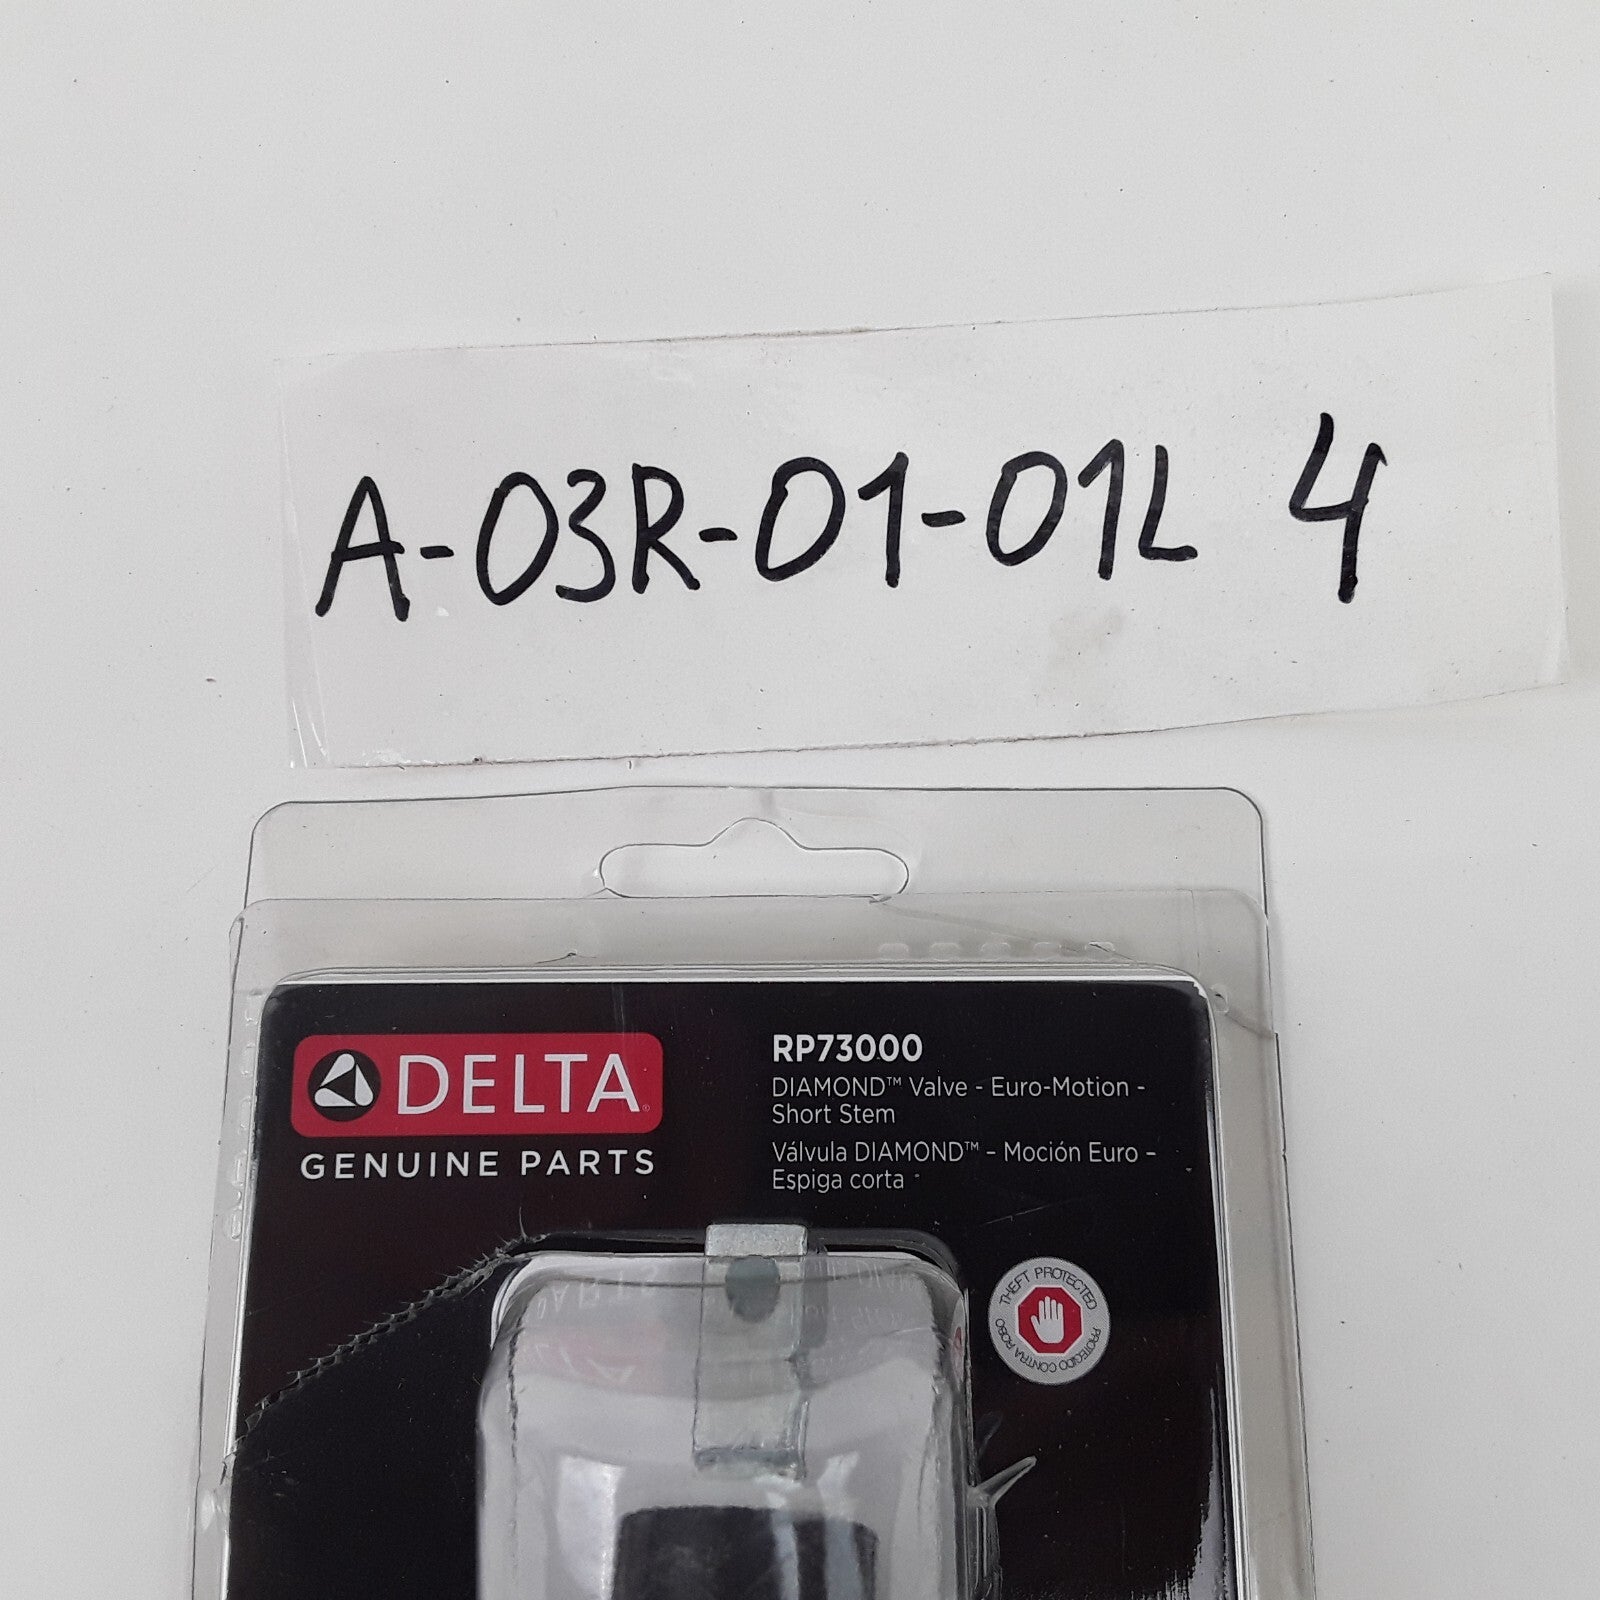 A-03R-01-01L 4
DELTA®
GENUINE PARTS
RP73000
DIAMOND™ Valve - Euro-Motion -
Short Stem
Válvula DIAMOND™ – Moción Euro –
Espiga corta
THEFT PROTECTED
PROTEGIDO CONTRA ROBO